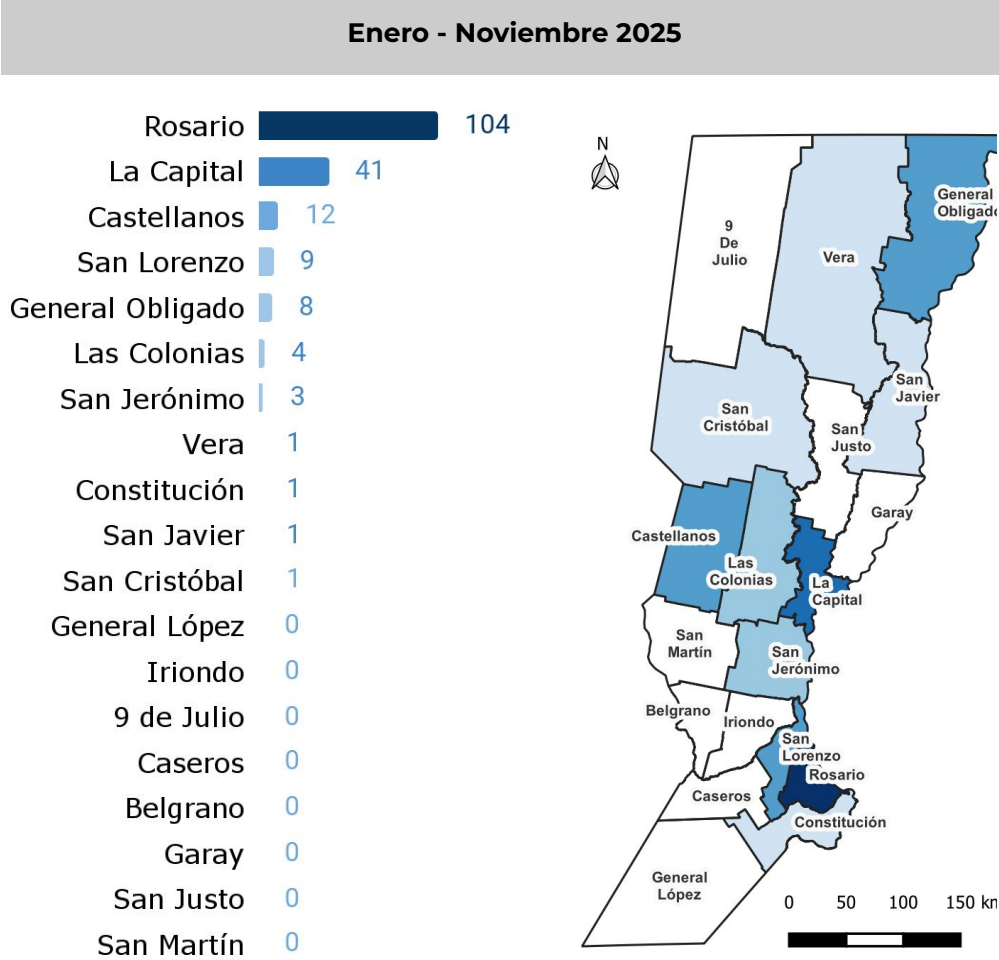 Enero - Noviembre 2025
Rosario 104
La Capital 41
Castellanos 12
San Lorenzo 9
General Obligado 8
Las Colonias 4
San Jerónimo 3
Vera 1
Constitución 1
San Javier 1
San Cristóbal 1
General López 0
Iriondo 0
9 de Julio 0
Caseros 0
Belgrano 0
Garay 0
San Justo 0
San Martín 0
N
General
Obligado
9
De
Julio
Vera
San
Javier
San
Cristóbal
San
Justo
Garay
Castellanos
Las
Colonias
La
Capital
San
Martín
San
Jerónimo
Belgrano
Iriondo
San
Lorenzo
Rosario
Caseros
Constitución
General
López
0 50 100 150 km